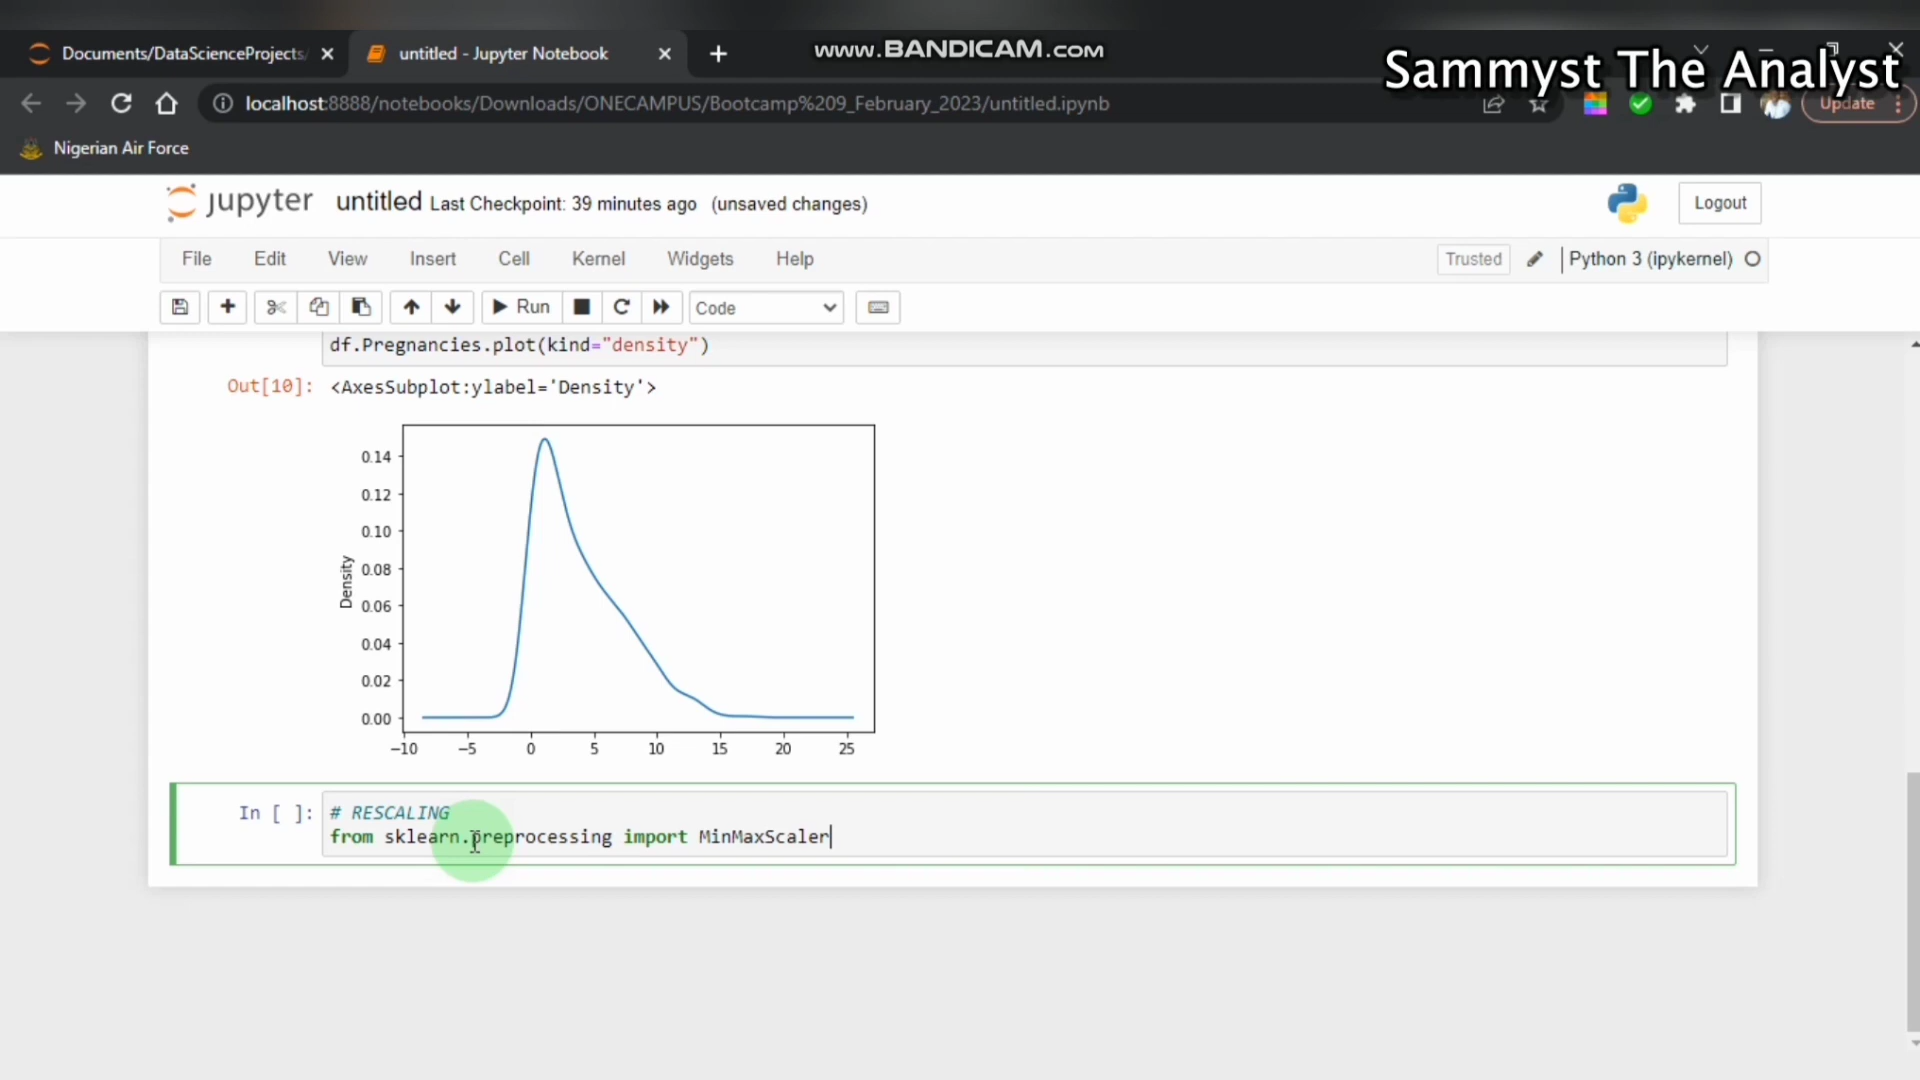 Documents/DataScienceProjects/
untitled - Jupyter Notebook
www.BANDICAM.com
Sammyst The Analyst
localhost:8888/notebooks/Downloads/ONECAMPUS/Bootcamp%209_February_2023/untitled.ipynb
Update
Nigerian Air Force
jupyter untitled Last Checkpoint: 39 minutes ago (unsaved changes)
Logout
File Edit View Insert Cell Kernel Widgets Help
Trusted
Python 3 (ipykernel)
Run
Code
df.Pregnancies.plot(kind="density")
Out[10]: <AxesSubplot:ylabel='Density'>
0.14
0.12
0.10
0.08
0.06
0.04
0.02
0.00
Density
−10 −5 0 5 10 15 20 25
In [ ]: # RESCALING
from sklearn.preprocessing import MinMaxScaler